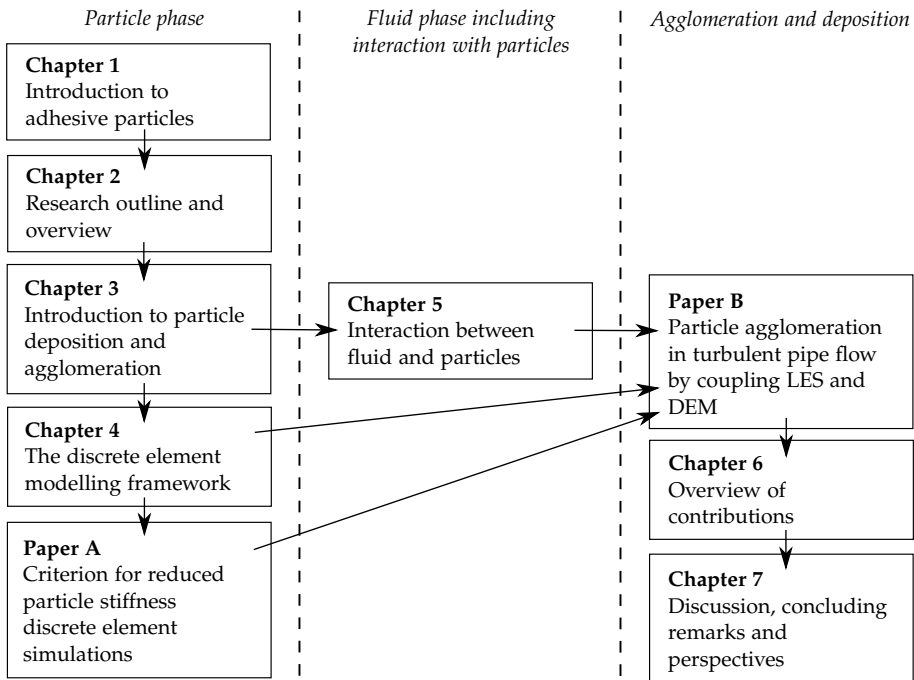 Particle phase
Fluid phase including
interaction with particles
Agglomeration and deposition
Chapter 1
Introduction to
adhesive particles
Chapter 2
Research outline and
overview
Chapter 3
Introduction to particle
deposition and
agglomeration
Chapter 4
The discrete element
modelling framework
Paper A
Criterion for reduced
particle stiffness
discrete element
simulations
Chapter 5
Interaction between
fluid and particles
Paper B
Particle agglomeration
in turbulent pipe flow
by coupling LES and
DEM
Chapter 6
Overview of
contributions
Chapter 7
Discussion, concluding
remarks and
perspectives